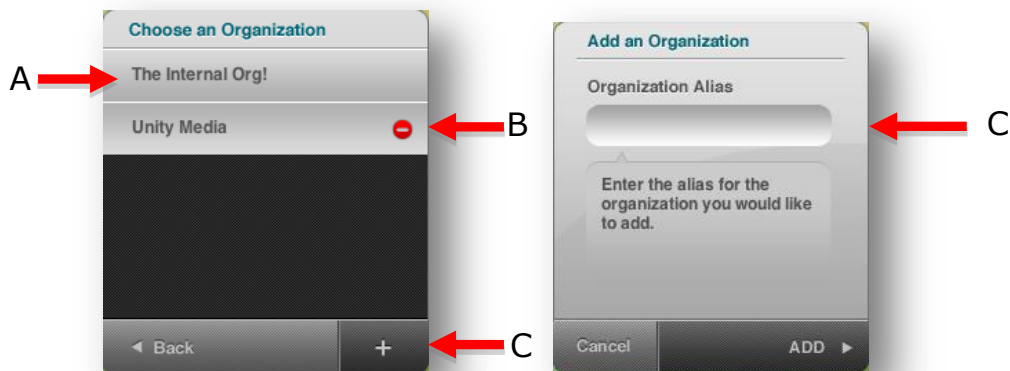 Choose an Organization
A
The Internal Org!
Unity Media
B
◄ Back
+
C
Add an Organization
Organization Alias
C
Enter the alias for the
organization you would like
to add.
Cancel
ADD ►